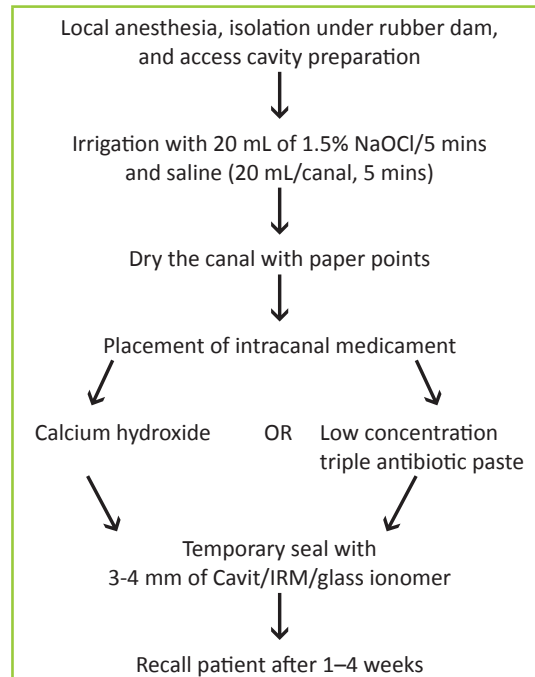 Local anesthesia, isolation under rubber dam,
and access cavity preparation
Irrigation with 20 mL of 1.5% NaOCl/5 mins
and saline (20 mL/canal, 5 mins)
Dry the canal with paper points
Placement of intracanal medicament
Calcium hydroxide OR Low concentration
triple antibiotic paste
Temporary seal with
3-4 mm of Cavit/IRM/glass ionomer
Recall patient after 1–4 weeks